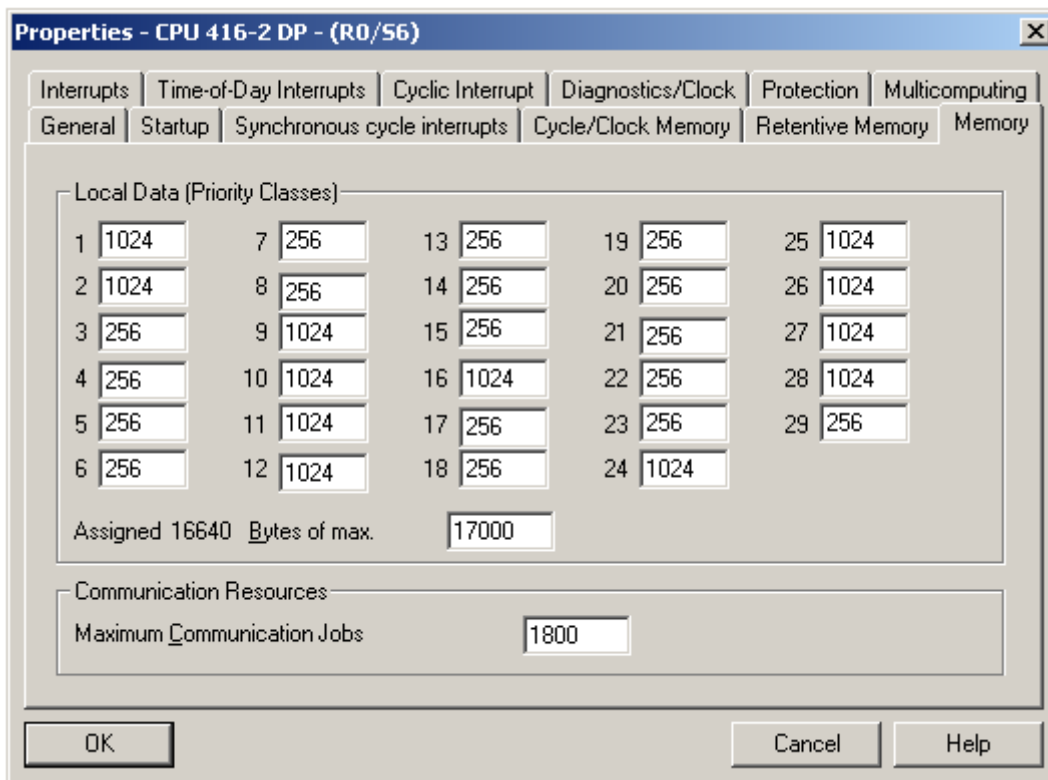 Properties - CPU 416-2 DP - (R0/S6)
Interrupts Time-of-Day Interrupts Cyclic Interrupt Diagnostics/Clock Protection Multicomputing
General Startup Synchronous cycle interrupts Cycle/Clock Memory Retentive Memory Memory
Local Data (Priority Classes)
1 1024 7 256 13 256 19 256 25 1024
2 1024 8 256 14 256 20 256 26 1024
3 256 9 1024 15 256 21 256 27 1024
4 256 10 1024 16 1024 22 256 28 1024
5 256 11 1024 17 256 23 256 29 256
6 256 12 1024 18 256 24 1024
Assigned 16640 Bytes of max. 17000
Communication Resources
Maximum Communication Jobs 1800
OK Cancel Help